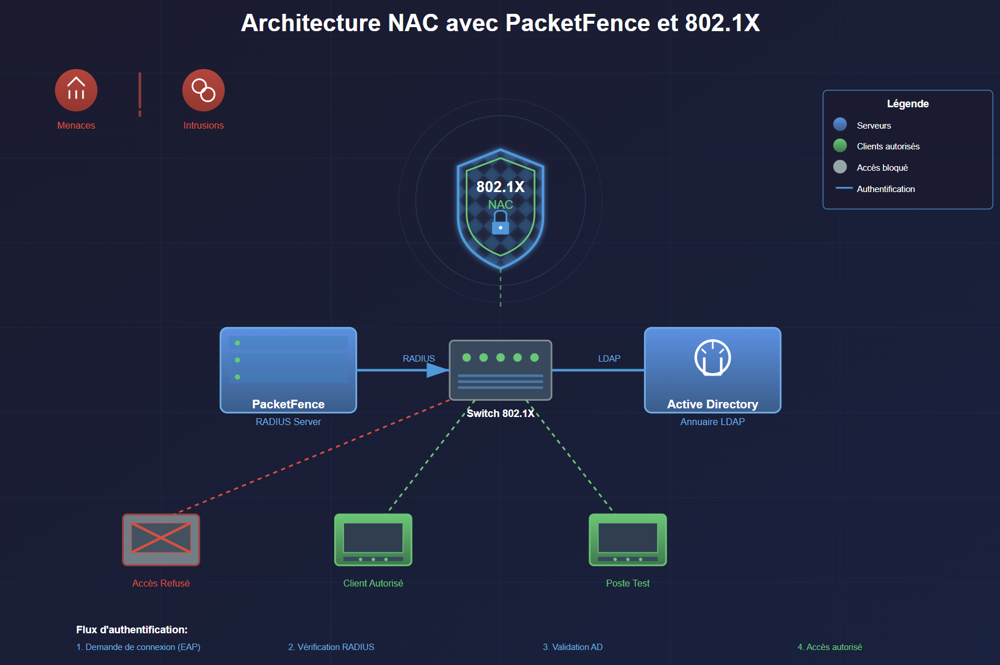 Architecture NAC avec PacketFence et 802.1X
Menaces
Intrusions
Légende
Serveurs
Clients autorisés
Accès bloqué
Authentification
802.1X
NAC
RADIUS
LDAP
PacketFence
RADIUS Server
Switch 802.1X
Active Directory
Annuaire LDAP
Accès Refusé
Client Autorisé
Poste Test
Flux d'authentification:
1. Demande de connexion (EAP)
2. Vérification RADIUS
3. Validation AD
4. Accès autorisé